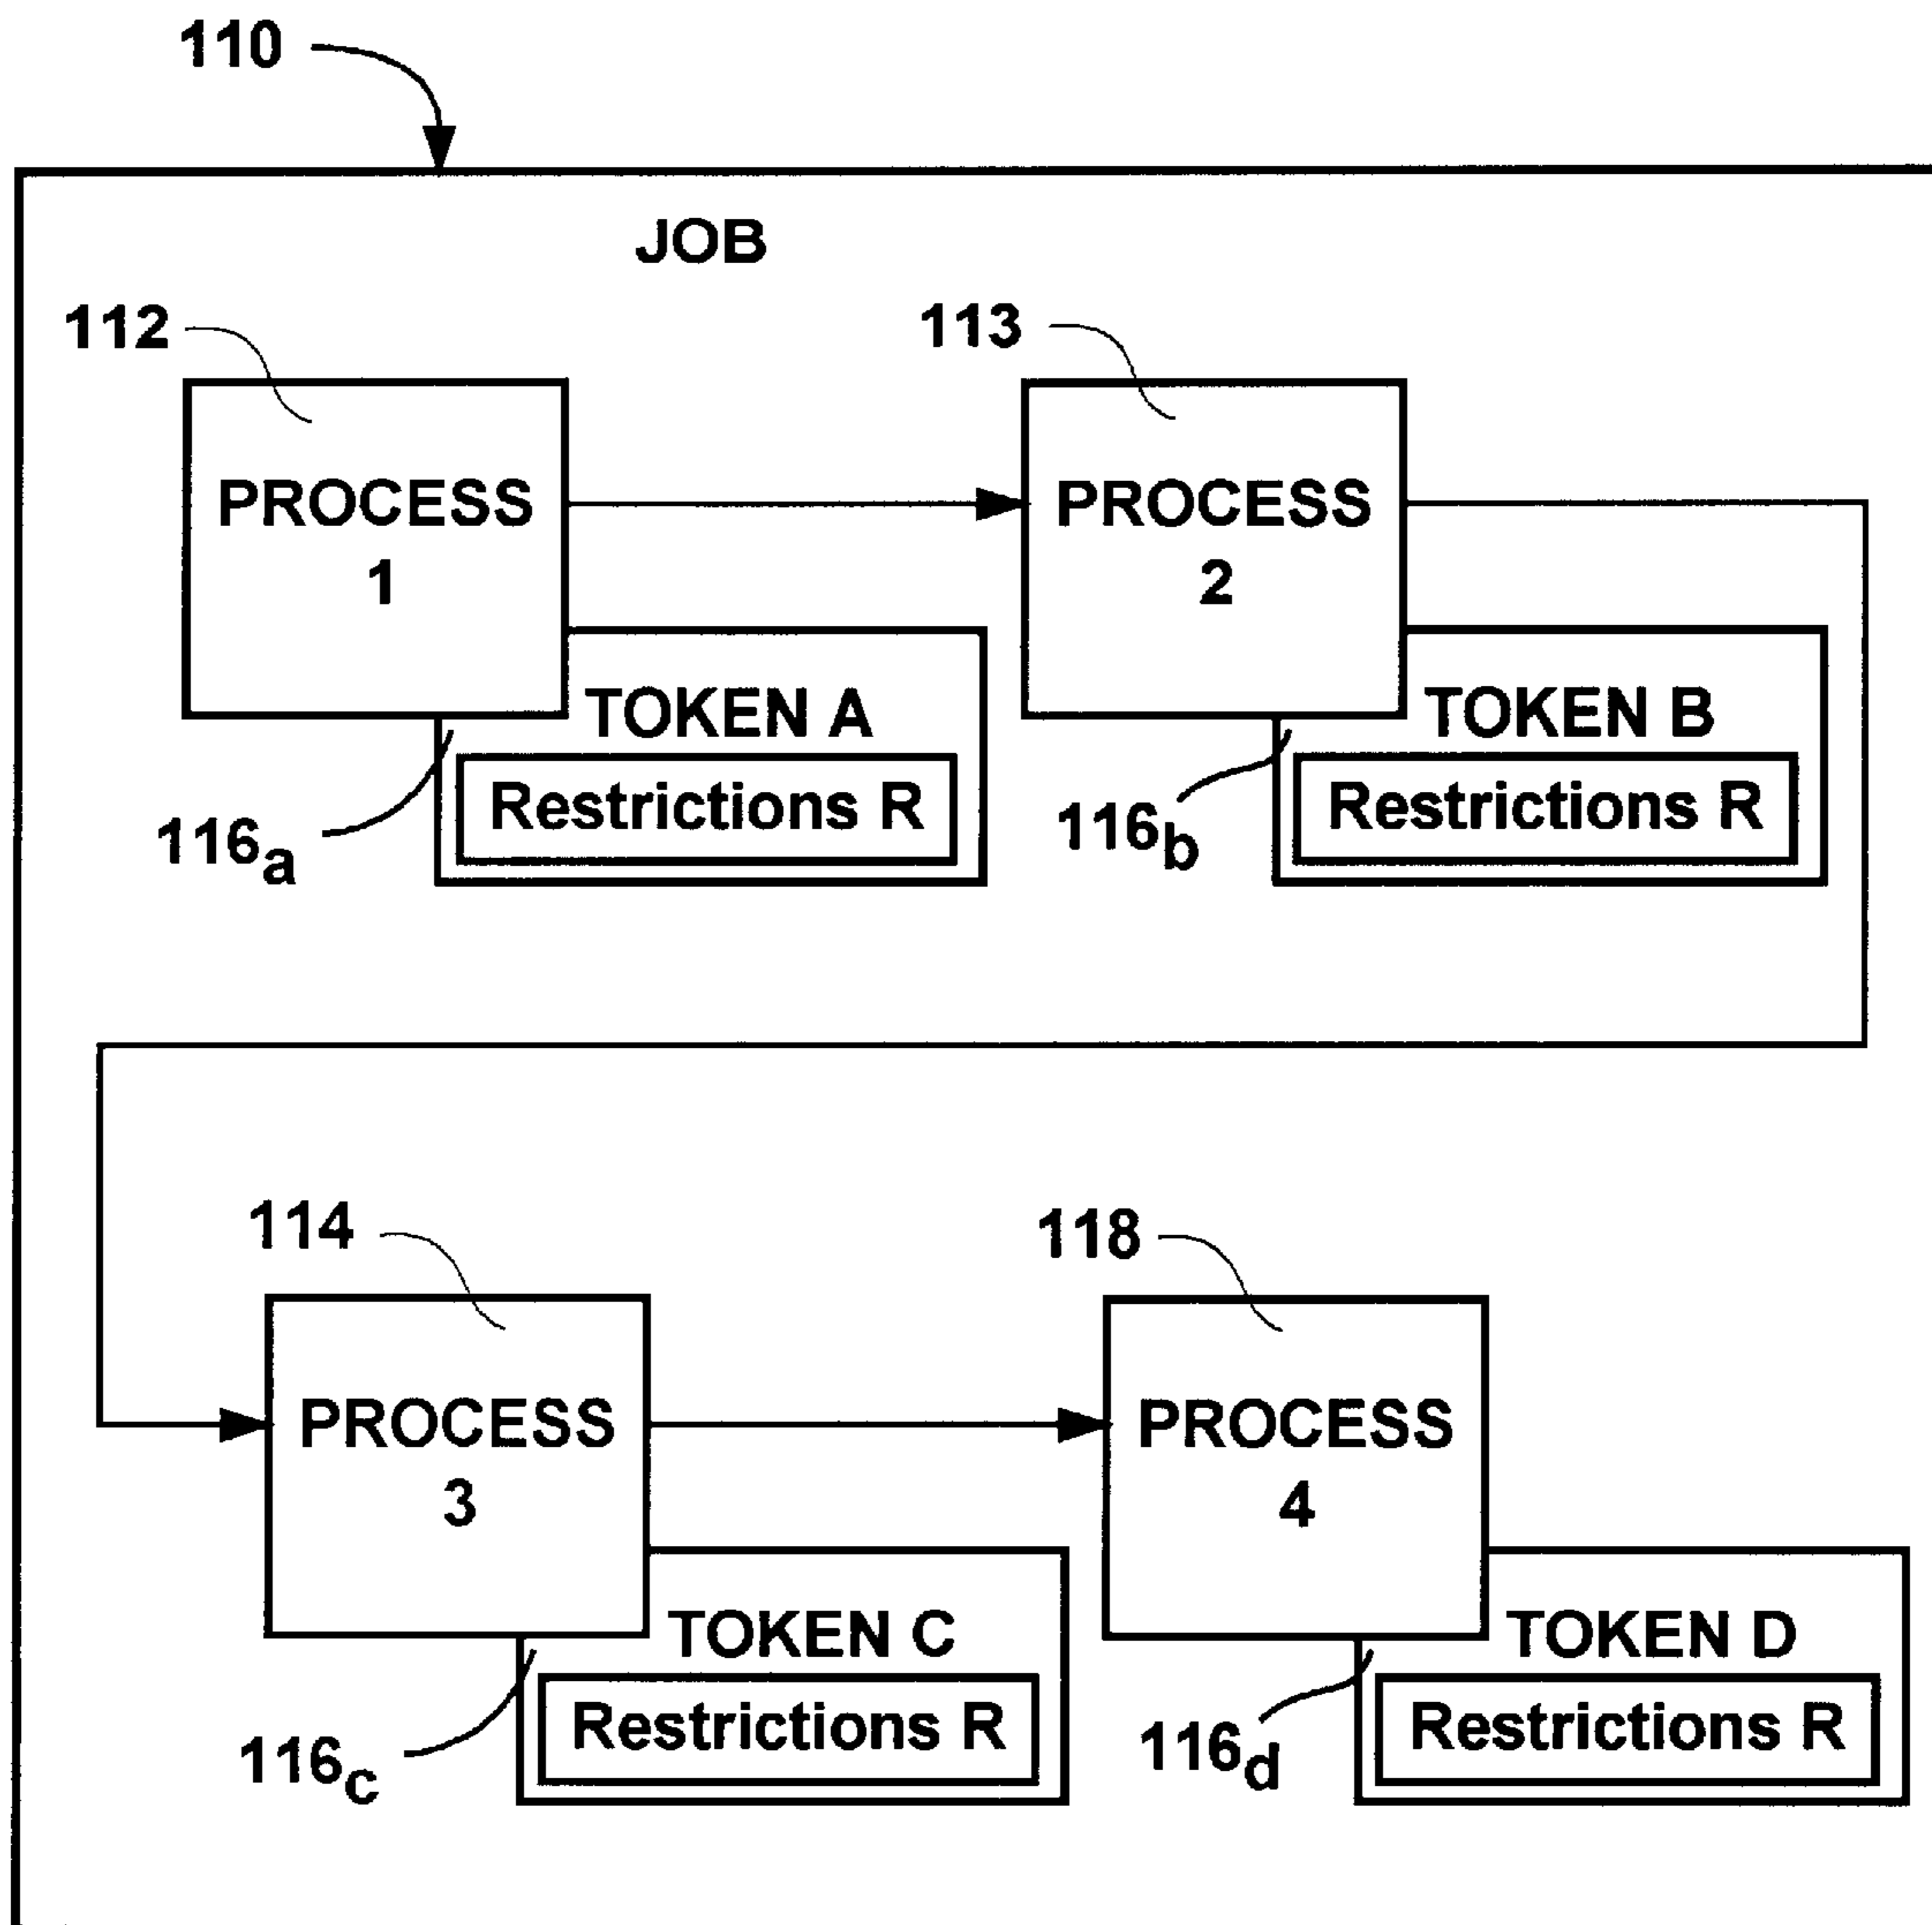 110
JOB
112
113
PROCESS
1
PROCESS
2
TOKEN A
Restrictions R
116a
TOKEN B
Restrictions R
116b
114
118
PROCESS
3
PROCESS
4
TOKEN C
Restrictions R
116c
TOKEN D
Restrictions R
116d